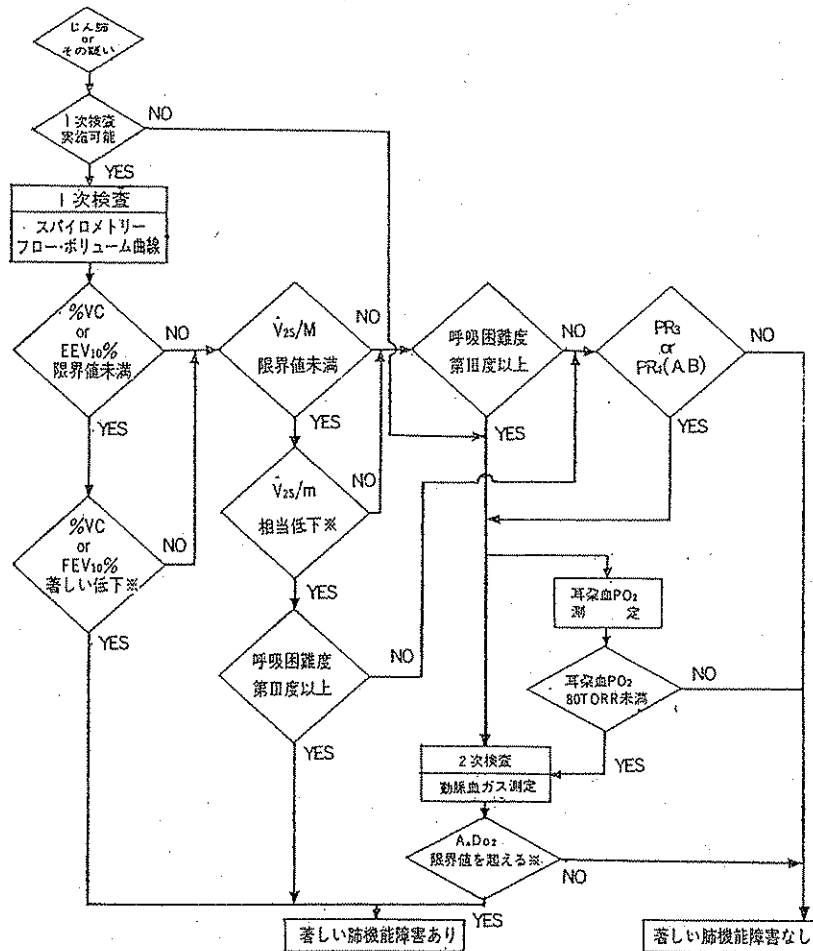 じん肺
or
その疑い
1次検査
実施可能
NO
YES
1次検査
スパイロメトリー
フロー・ボリューム曲線
%VC
or
EEV10%
限界値未満
NO
YES
V̇25/M
限界値未満
NO
YES
呼吸困難度
第III度以上
NO
YES
PR3
or
PR4(A.B)
NO
YES
V̇25/m
相当低下※
NO
YES
%VC
or
FEV10%
著しい低下※
NO
YES
耳朶血PO2
測 定
呼吸困難度
第III度以上
NO
YES
耳朶血PO2
80TORR未満
NO
YES
2次検査
動脈血ガス測定
A.aDO2
限界値を超える※
NO
YES
著しい肺機能障害あり
著しい肺機能障害なし